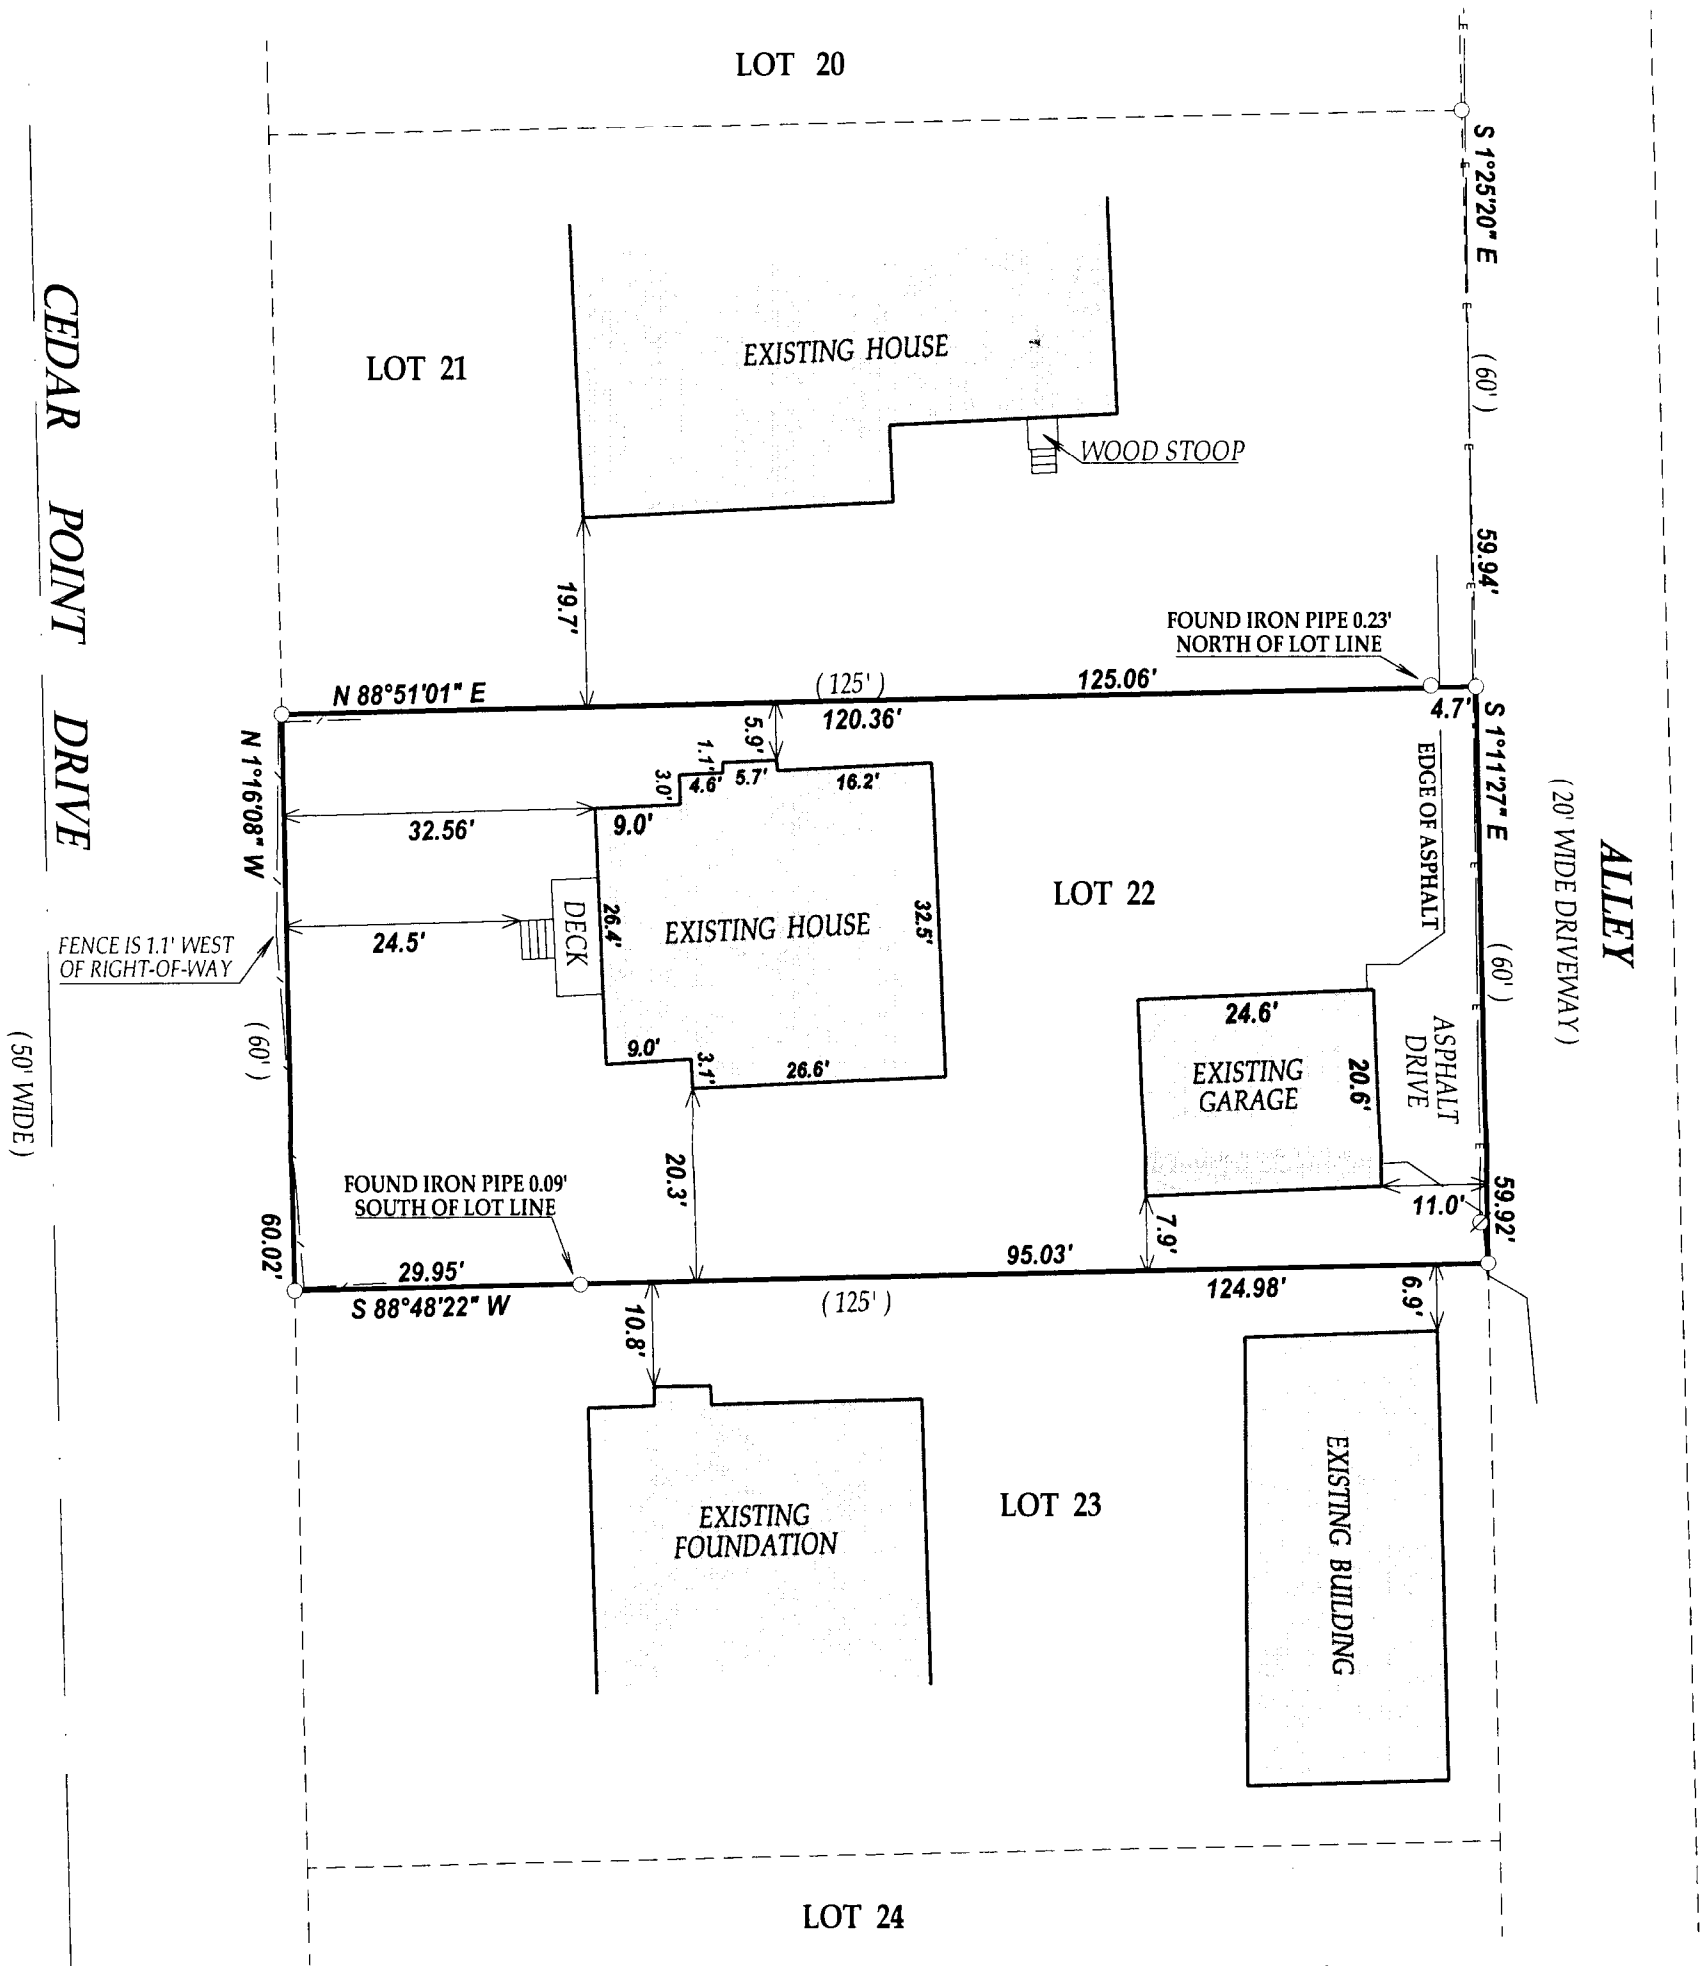 LOT 20
S 1°25'20" E
( 60' )
59.94'
CEDAR POINT DRIVE
( 50' WIDE )
LOT 21
EXISTING HOUSE
WOOD STOOP
19.7'
FOUND IRON PIPE 0.23'
NORTH OF LOT LINE
N 88°51'01" E
( 125' )
125.06'
120.36'
4.7'
S 1°11'27" E
( 60' )
59.92'
ALLEY
( 20' WIDE DRIVEWAY )
N 1°16'08" W
( 60' )
60.02'
5.9'
1.1'
3.0'
4.6'
5.7'
16.2'
9.0'
32.56'
24.5'
DECK
26.4'
EXISTING HOUSE
32.5'
LOT 22
EDGE OF ASPHALT
FENCE IS 1.1' WEST
OF RIGHT-OF-WAY
9.0'
3.1'
26.6'
20.3'
24.6'
EXISTING
GARAGE
20.6'
ASPHALT
DRIVE
11.0'
7.9'
FOUND IRON PIPE 0.09'
SOUTH OF LOT LINE
29.95'
95.03'
S 88°48'22" W
( 125' )
124.98'
10.8'
6.9'
EXISTING
FOUNDATION
LOT 23
EXISTING BUILDING
LOT 24